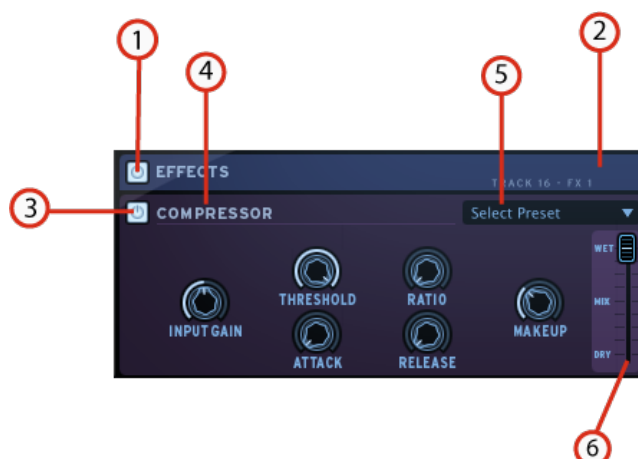 1
2
4
5
EFFECTS
TRACK 16 - FX 1
3
COMPRESSOR
Select Preset
WET
THRESHOLD
RATIO
MIX
INPUT GAIN
MAKEUP
DRY
ATTACK
RELEASE
6